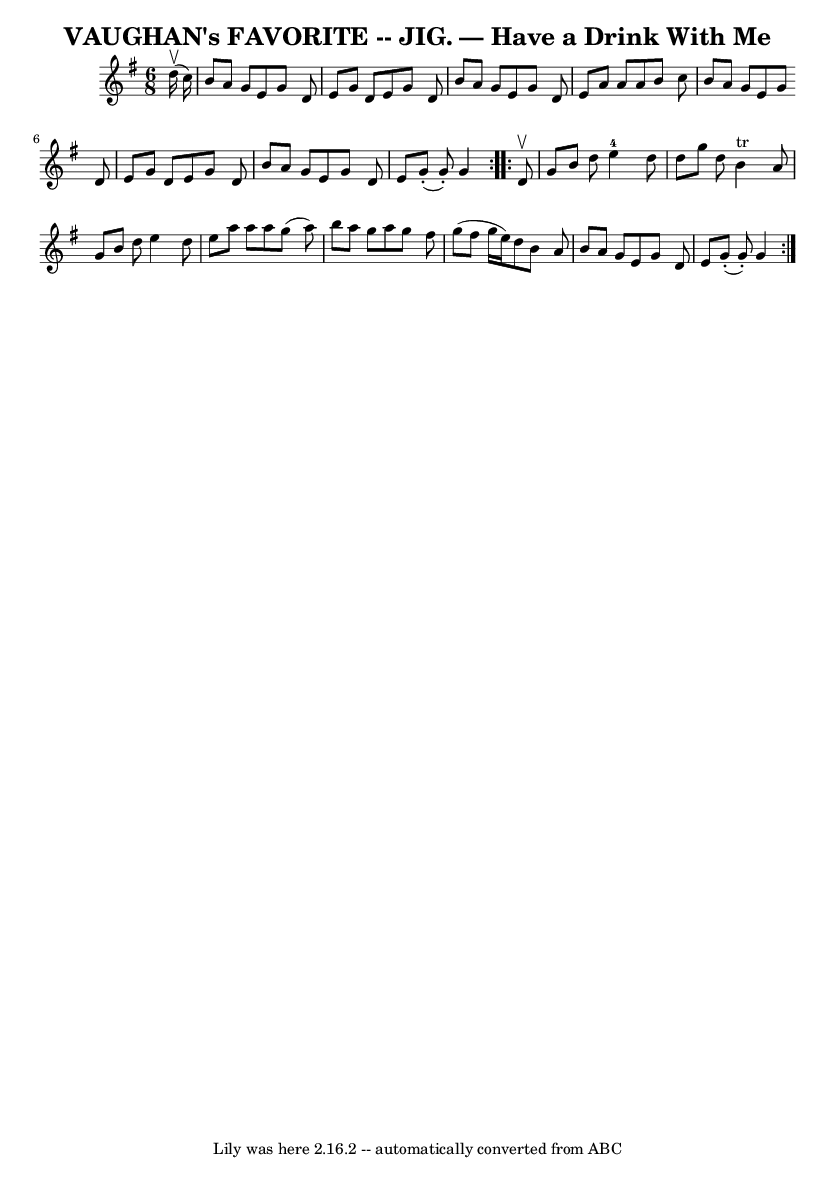 VAUGHAN's FAVORITE -- JIG. — Have a Drink With Me
6
8
4
tr
6
Lily was here 2.16.2 -- automatically converted from ABC